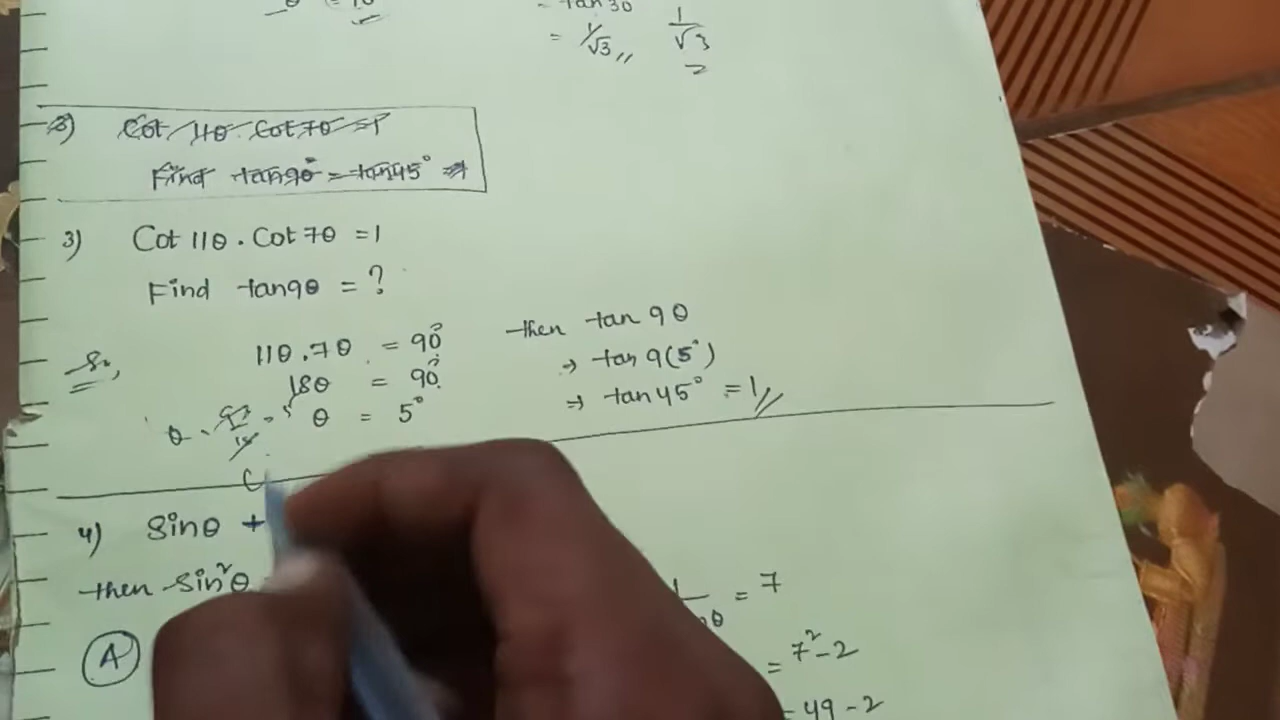 = tan 30
= 1/√3,, 1/√3
3) Cot 11θ . Cot 7θ = 1
Find tan9θ = tan45°
3) Cot 11θ . Cot 7θ = 1
Find tan9θ = ?
11θ . 7θ = 90°
18θ = 90°
θ = 5°
then tan 9θ
⇒ tan 9(5°)
⇒ tan 45° = 1//
4) Sinθ +
then Sin²θ
A
= 7
= 7² - 2
= 49 - 2